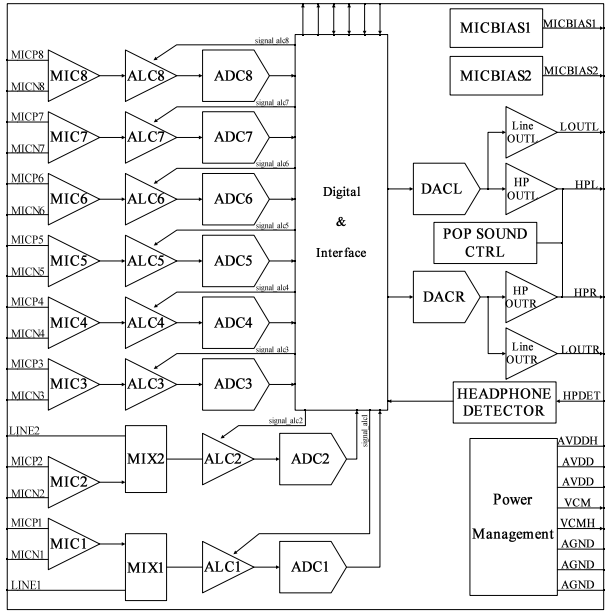 signal_alc8
MICP8
MICN8
MIC8
ALC8
ADC8
signal_alc7
MICP7
MICN7
MIC7
ALC7
ADC7
signal_alc6
MICP6
MICN6
MIC6
ALC6
ADC6
signal_alc5
MICP5
MICN5
MIC5
ALC5
ADC5
signal_alc4
MICP4
MICN4
MIC4
ALC4
ADC4
signal_alc3
MICP3
MICN3
MIC3
ALC3
ADC3
signal_alc2
LINE2
MICP2
MICN2
MIC2
MIX2
ALC2
ADC2
signal_alc1
MICP1
MICN1
LINE1
MIC1
MIX1
ALC1
ADC1
Digital
&
Interface
MICBIAS1
MICBIAS1
MICBIAS2
MICBIAS2
DACL
Line
OUTL
LOUTL
HP
OUTL
HPL
POP SOUND
CTRL
DACR
HP
OUTR
HPR
Line
OUTR
LOUTR
HEADPHONE
DETECTOR
HPDET
Power
Management
AVDDH
AVDD
AVDD
VCM
VCMH
AGND
AGND
AGND